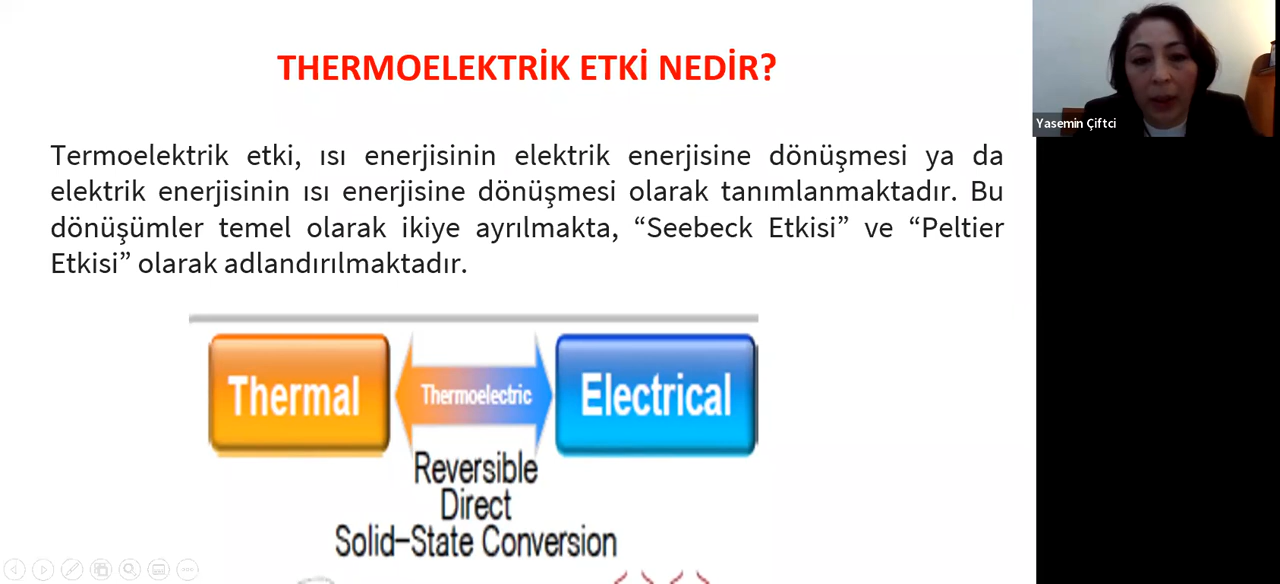 THERMOELEKTRİK ETKİ NEDİR?
Yasemin Çiftci
Termoelektrik etki, ısı enerjisinin elektrik enerjisine dönüşmesi ya da
elektrik enerjisinin ısı enerjisine dönüşmesi olarak tanımlanmaktadır. Bu
dönüşümler temel olarak ikiye ayrılmakta, “Seebeck Etkisi” ve “Peltier
Etkisi” olarak adlandırılmaktadır.
Thermal
Thermoelectric
Electrical
Reversible
Direct
Solid-State Conversion